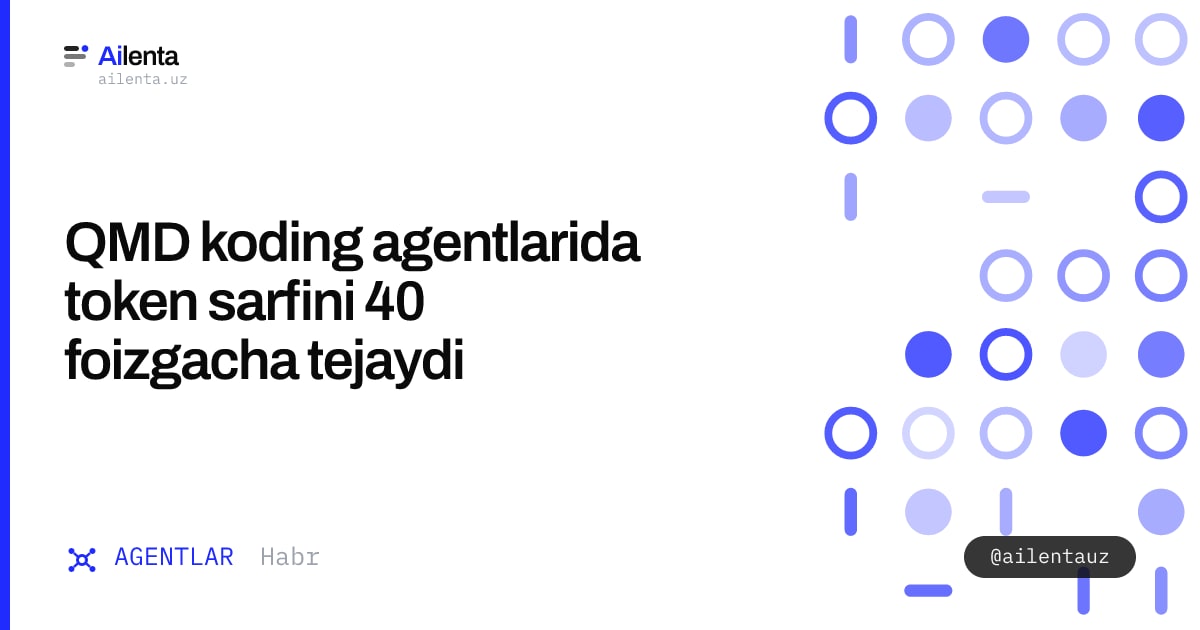 Ailenta
ailenta.uz
QMD koding agentlarida
token sarfini 40
foizgacha tejaydi
AGENTLAR Habr
@ailentauz